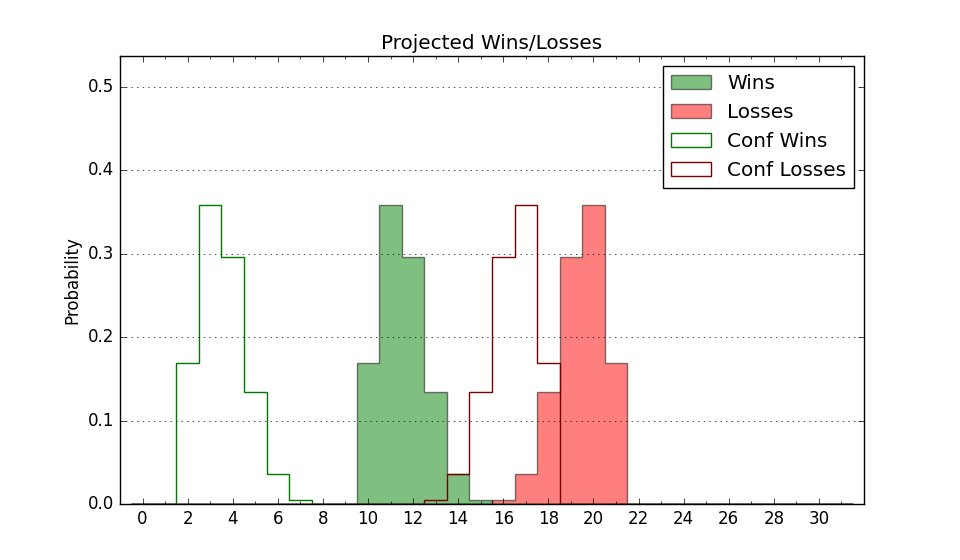 Projected Wins/Losses
Wins
Losses
Conf Wins
Conf Losses
Probability
0.5
0.4
0.3
0.2
0.1
0.0
0 2 4 6 8 10 12 14 16 18 20 22 24 26 28 30